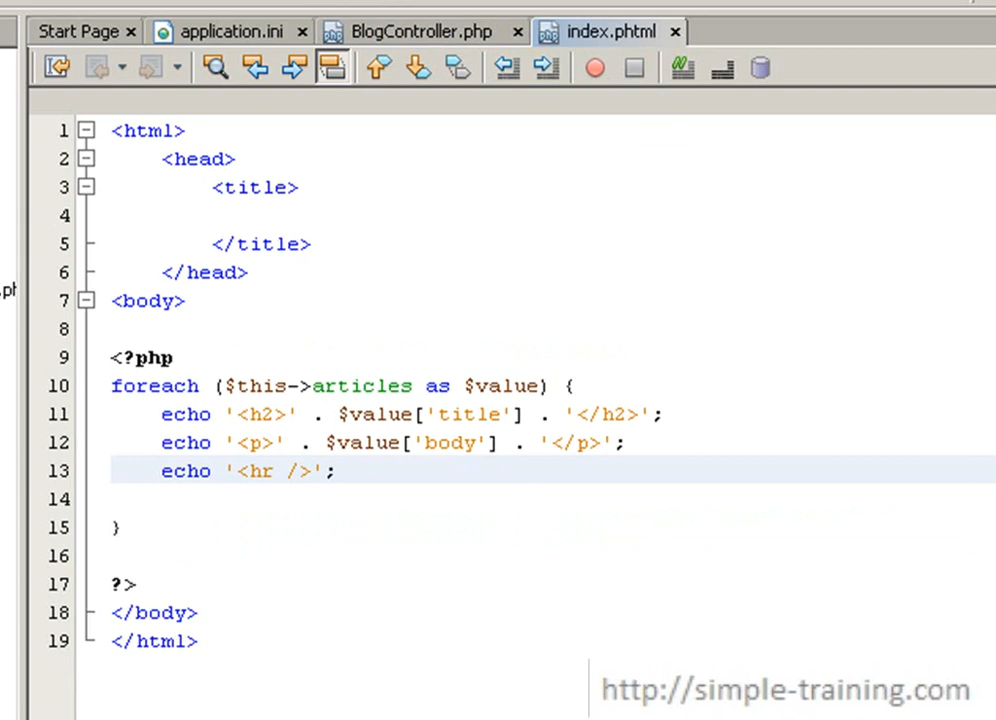 Start Page application.ini BlogController.php index.phtml
1 <html>
2 <head>
3 <title>
4
5 </title>
6 </head>
7 <body>
8
9 <?php
10 foreach ($this->articles as $value) {
11 echo '<h2>' . $value['title'] . '</h2>';
12 echo '<p>' . $value['body'] . '</p>';
13 echo '<hr />';
14
15 }
16
17 ?>
18 </body>
19 </html>
.ph
http://simple-training.com